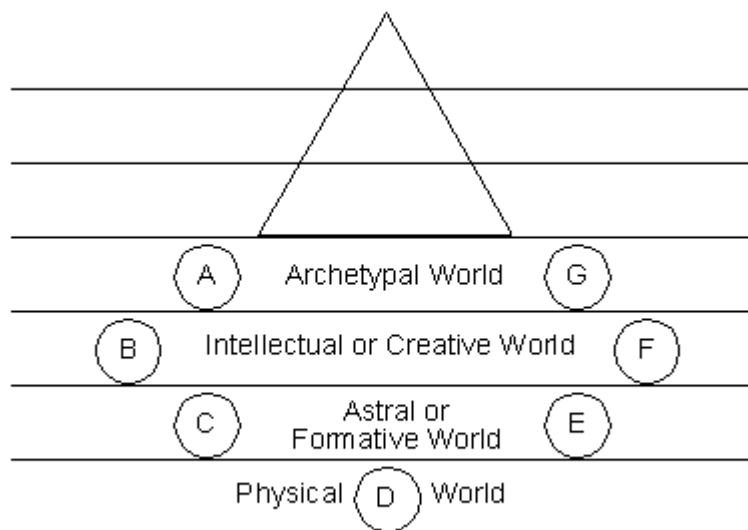 A Archetypal World G
B Intellectual or Creative World F
C Astral or Formative World E
Physical D World